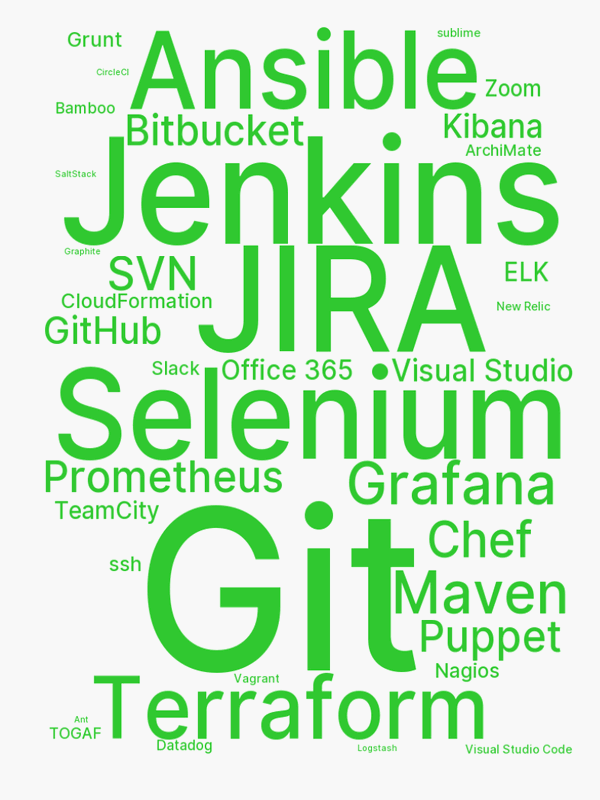 Grunt
sublime
Ansible
CircleCI
Zoom
Bamboo
Bitbucket
Kibana
ArchiMate
Jenkins
SaltStack
Graphite
SVN
JIRA
ELK
CloudFormation
New Relic
GitHub
Slack
Office 365
Visual Studio
Selenium
Prometheus
Grafana
TeamCity
Git
Chef
ssh
Maven
Puppet
Nagios
Vagrant
Terraform
Ant
TOGAF
Datadog
Logstash
Visual Studio Code